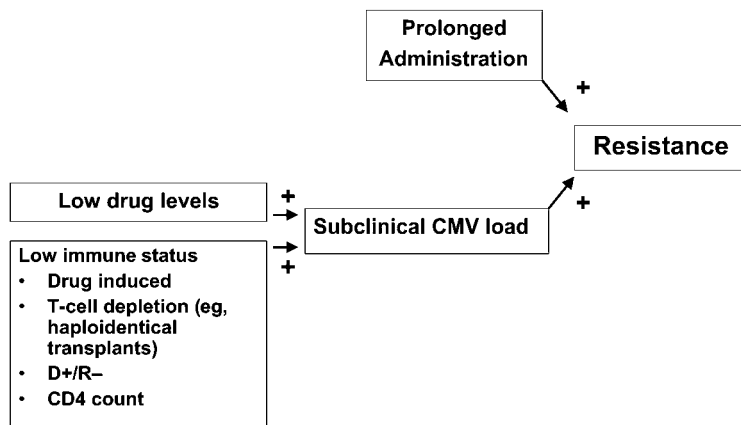 Prolonged
Administration
+
Resistance
+
Low drug levels
+
Subclinical CMV load
+
Low immune status
• Drug induced
• T-cell depletion (eg,
haploidentical
transplants)
• D+/R–
• CD4 count